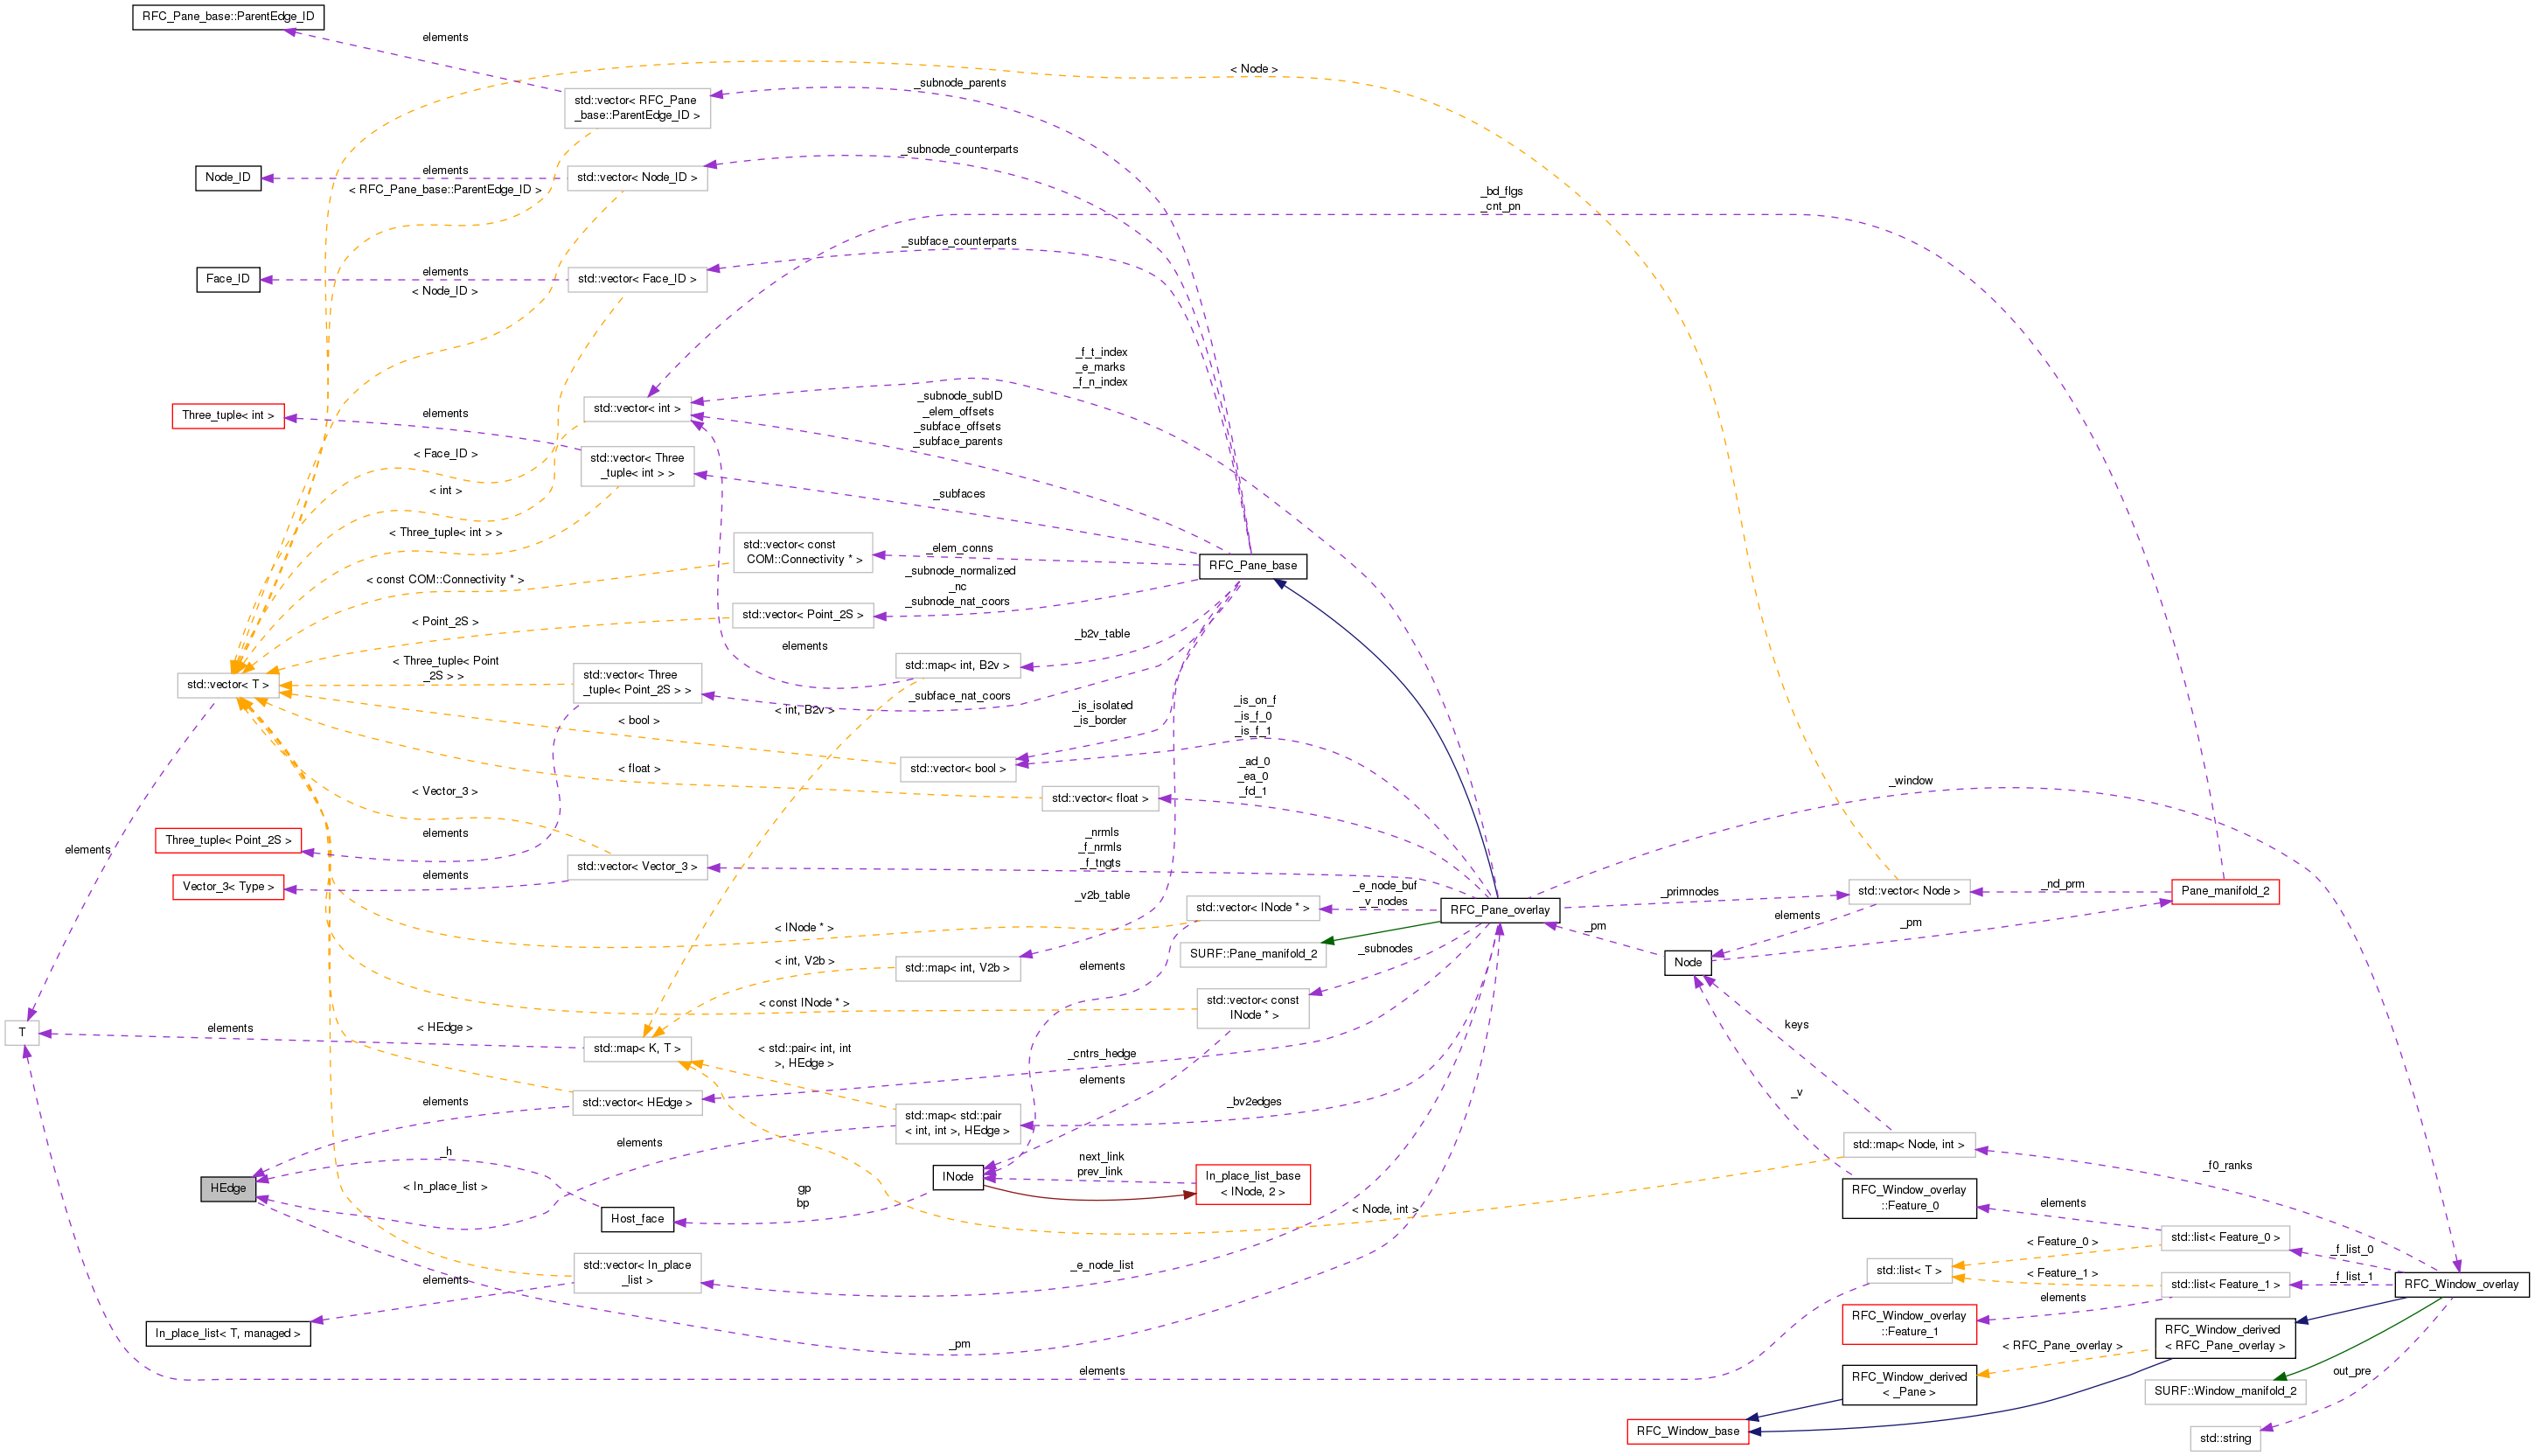 RFC_Pane_base::ParentEdge_ID
elements
< Node >
_subnode_parents
std::vector< RFC_Pane
_base::ParentEdge_ID >
_subnode_counterparts
Node_ID
elements
std::vector< Node_ID >
< RFC_Pane_base::ParentEdge_ID >
_bd_flgs
_cnt_pn
_subface_counterparts
Face_ID
elements
std::vector< Face_ID >
< Node_ID >
_f_t_index
_e_marks
_f_n_index
Three_tuple< int >
elements
std::vector< int >
_subnode_subID
_elem_offsets
_subface_offsets
_subface_parents
< Face_ID >
std::vector< Three
_tuple< int > >
< int >
_subfaces
< Three_tuple< int > >
std::vector< const
COM::Connectivity * >
_elem_conns
RFC_Pane_base
< const COM::Connectivity * >
_subnode_normalized
_nc
_subnode_nat_coors
std::vector< Point_2S >
< Point_2S >
_b2v_table
elements
std::map< int, B2v >
< Three_tuple< Point
_2S > >
std::vector< T >
std::vector< Three
_tuple< Point_2S > >
_subface_nat_coors
< int, B2v >
< bool >
_is_isolated
_is_border
_is_on_f
_is_f_0
_is_f_1
std::vector< bool >
< float >
_ad_0
_ea_0
_fd_1
_window
std::vector< float >
< Vector_3 >
elements
Three_tuple< Point_2S >
elements
_nrmls
_f_nrmls
_f_tngts
std::vector< Vector_3 >
Vector_3< Type >
elements
_v2b_table
_e_node_buf
_v_nodes
std::vector< INode * >
RFC_Pane_overlay
_primnodes
std::vector< Node >
_nd_prm
Pane_manifold_2
< INode * >
elements
_pm
_pm
SURF::Pane_manifold_2
_subnodes
Node
< int, V2b >
std::map< int, V2b >
elements
< const INode * >
std::vector< const
INode * >
T
elements
< HEdge >
std::map< K, T >
< std::pair< int, int
>, HEdge >
_cntrs_hedge
elements
keys
std::vector< HEdge >
elements
std::map< std::pair
< int, int >, HEdge >
_bv2edges
_v
elements
_h
std::map< Node, int >
_f0_ranks
HEdge
< In_place_list >
INode
next_link
prev_link
In_place_list_base
< INode, 2 >
gp
bp
Host_face
< Node, int >
RFC_Window_overlay
::Feature_0
elements
std::list< Feature_0 >
_f_list_0
< Feature_0 >
std::vector< In_place
_list >
_e_node_list
elements
std::list< T >
< Feature_1 >
std::list< Feature_1 >
_f_list_1
RFC_Window_overlay
elements
RFC_Window_overlay
::Feature_1
In_place_list< T, managed >
_pm
RFC_Window_derived
< RFC_Pane_overlay >
< RFC_Pane_overlay >
elements
RFC_Window_derived
< _Pane >
out_pre
SURF::Window_manifold_2
RFC_Window_base
std::string